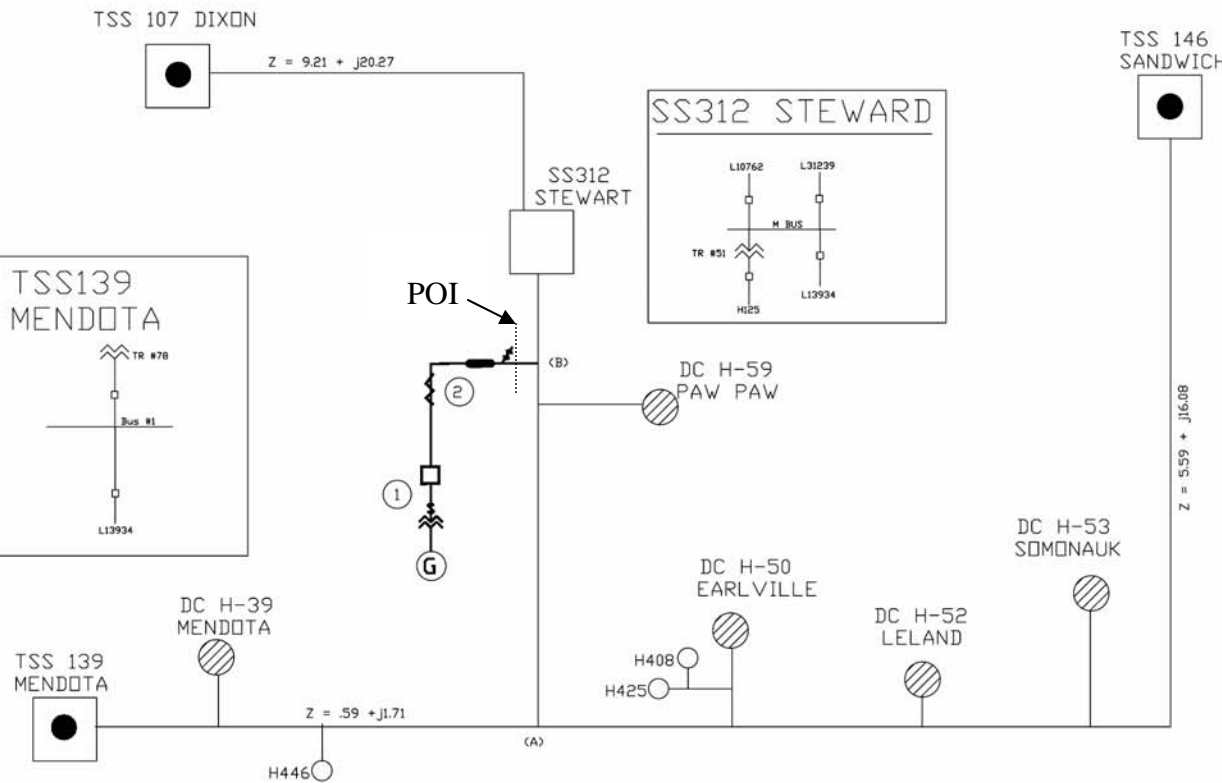 TSS 107 DIXON
Z = 9.21 + j20.27
TSS 146
SANDWICH
SS312 STEWARD
L10762
L31239
M BUS
TR #51
L13934
H125
SS312
STEWART
TSS139
MENDOTA
TR #78
Bus #1
L13934
POI
(B)
2
DC H-59
PAW PAW
1
G
Z = 5.59 + j16.08
DC H-53
SOMONAUK
DC H-50
EARLVILLE
DC H-39
MENDOTA
DC H-52
LELAND
TSS 139
MENDOTA
H408
H425
Z = .59 +j1.71
(A)
H446